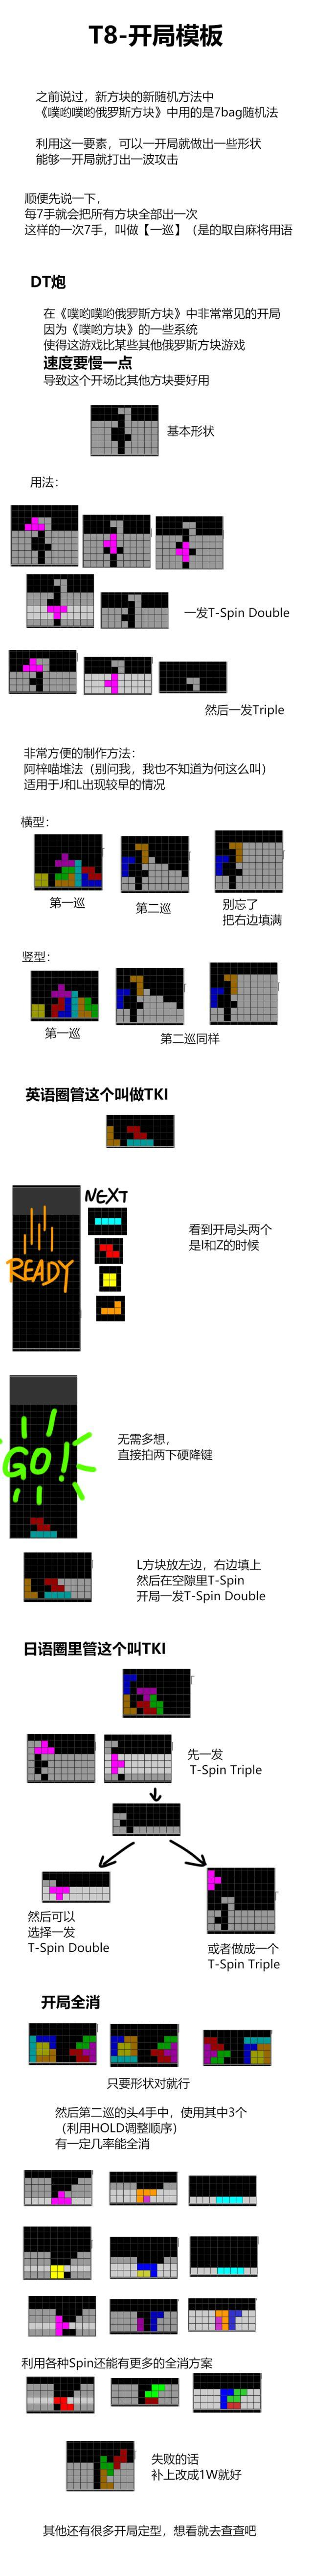 T8-开局模板
之前说过，新方块的新随机方法中
《噗哟噗哟俄罗斯方块》中用的是7bag随机法
利用这一要素，可以一开局就做出一些形状
能够一开局就打出一波攻击
顺便先说一下，
每7手就会把所有方块全部出一次
这样的一次7手，叫做【一巡】（是的取自麻将用语
DT炮
在《噗哟噗哟俄罗斯方块》中非常常见的开局
因为《噗哟方块》的一些系统
使得这游戏比某些其他俄罗斯方块游戏
速度要慢一点
导致这个开场比其他方块要好用
基本形状
用法：
一发T-Spin Double
然后一发Triple
非常方便的制作方法：
阿梓喵堆法（别问我，我也不知道为何这么叫）
适用于J和L出现较早的情况
横型：
第一巡
第二巡
别忘了
把右边填满
竖型：
第一巡
第二巡同样
英语圈管这个叫做TKI
NEXT
READY
看到开局头两个
是I和Z的时候
GO!
无需多想，
直接拍两下硬降键
L方块放左边，右边填上
然后在空隙里T-Spin
开局一发T-Spin Double
日语圈里管这个叫TKI
先一发
T-Spin Triple
然后可以
选择一发
T-Spin Double
或者做成一个
T-Spin Triple
开局全消
只要形状对就行
然后第二巡的头4手中，使用其中3个
（利用HOLD调整顺序）
有一定几率能全消
利用各种Spin还能有更多的全消方案
失败的话
补上改成1W就好
其他还有很多开局定型，想看就去查查吧